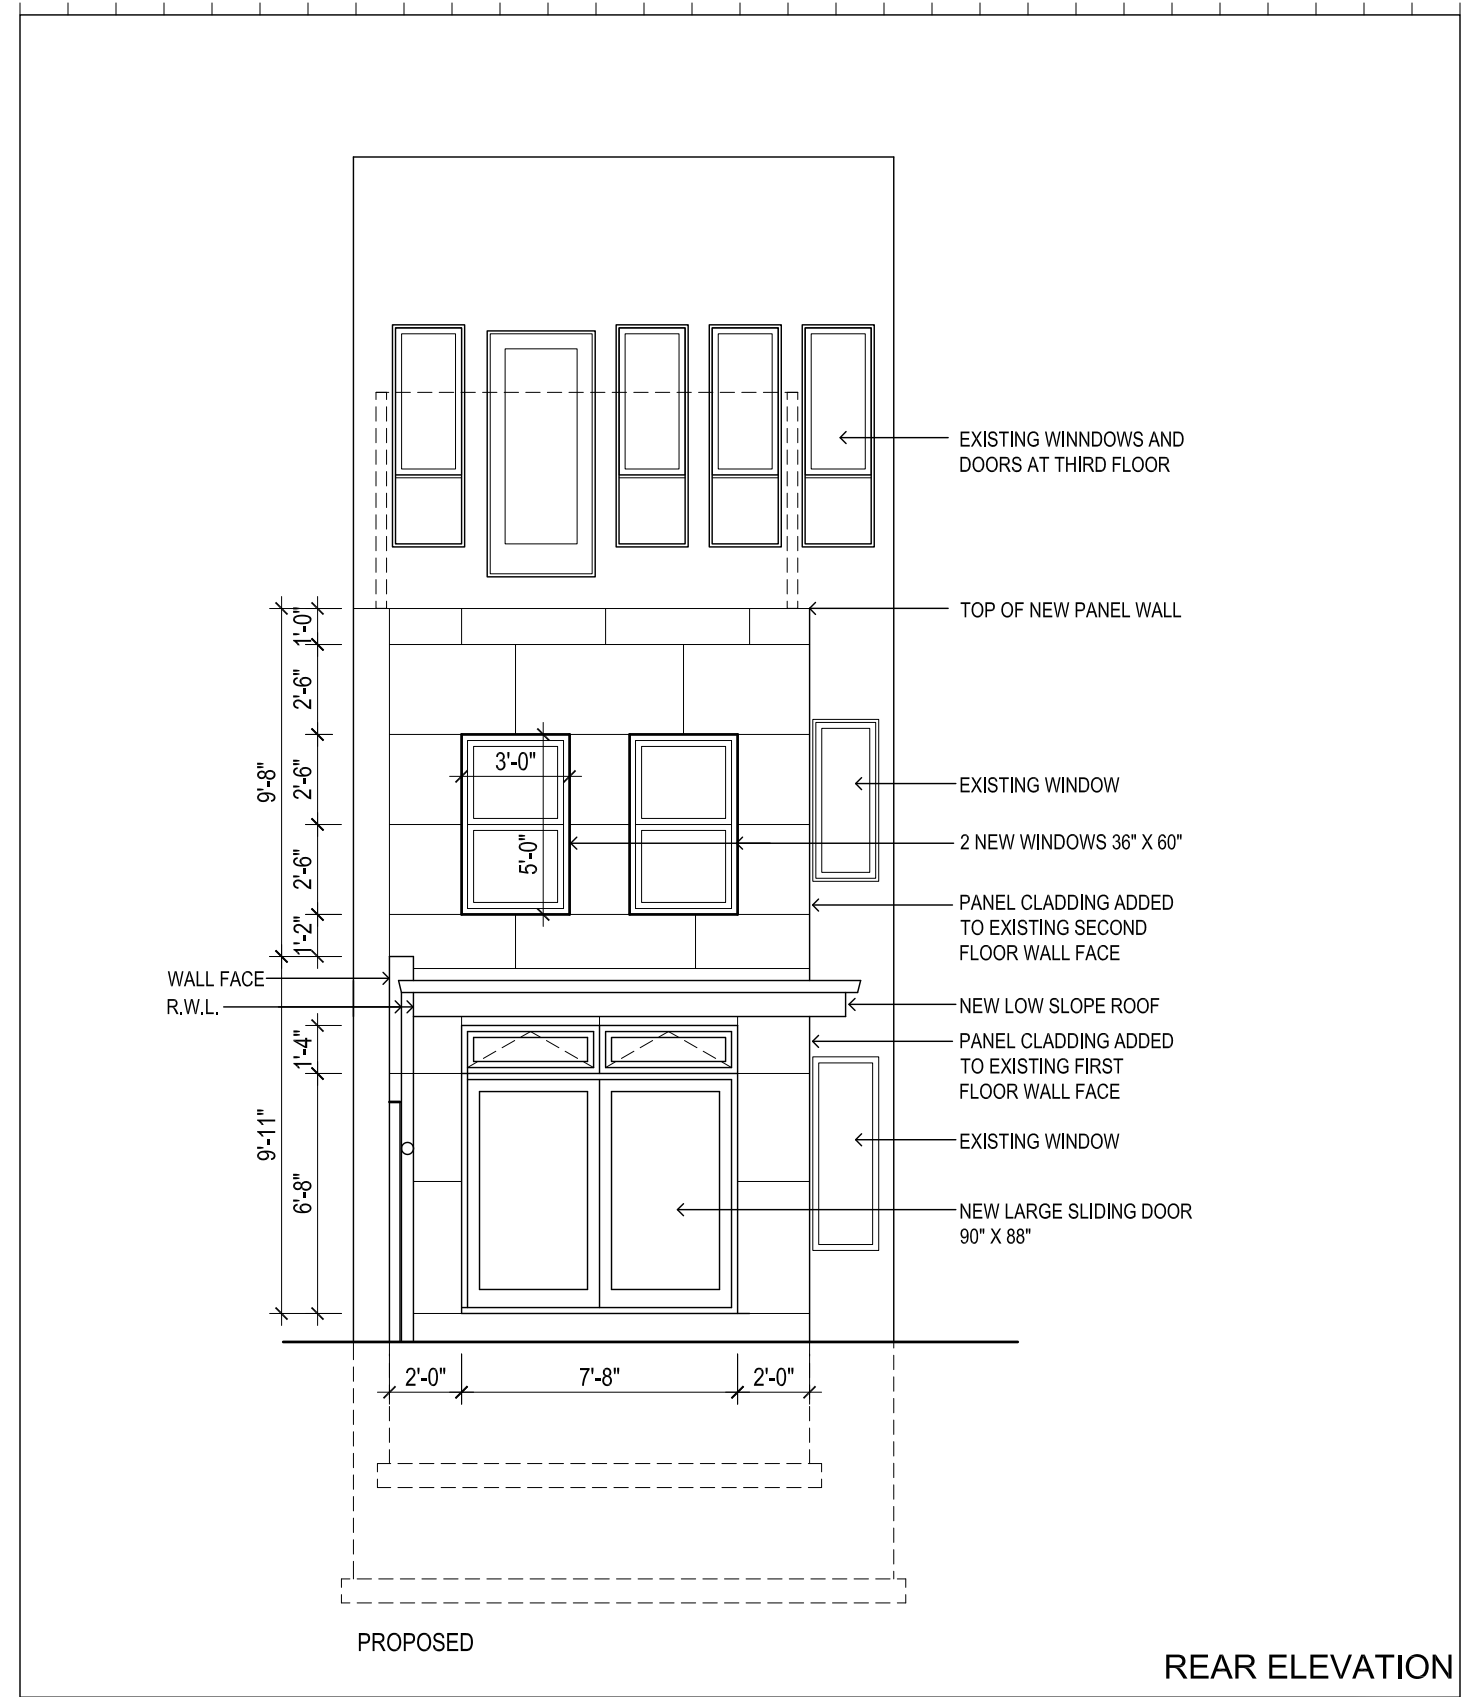 EXISTING WINNDOWS AND
DOORS AT THIRD FLOOR
TOP OF NEW PANEL WALL
1'-0"
2'-6"
9'-8"
2'-6"
2'-6"
1'-2"
3'-0"
5'-0"
EXISTING WINDOW
2 NEW WINDOWS 36" X 60"
PANEL CLADDING ADDED
TO EXISTING SECOND
FLOOR WALL FACE
WALL FACE
R.W.L.
NEW LOW SLOPE ROOF
PANEL CLADDING ADDED
TO EXISTING FIRST
FLOOR WALL FACE
1'-4"
9'-11"
6'-8"
EXISTING WINDOW
NEW LARGE SLIDING DOOR
90" X 88"
2'-0"
7'-8"
2'-0"
PROPOSED
REAR ELEVATION